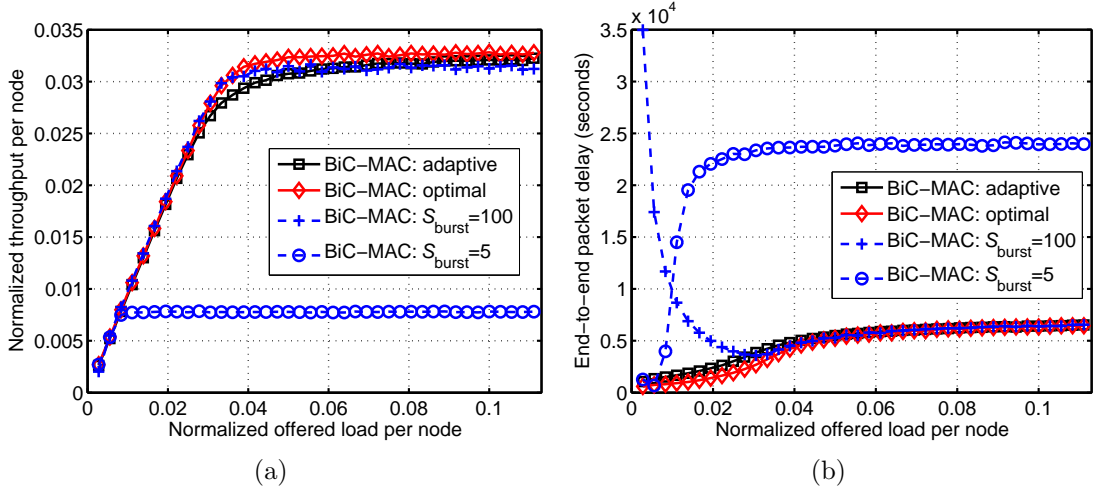 0.035
0.03
0.025
0.02
0.015
0.01
0.005
0
Normalized throughput per node
BiC−MAC: adaptive
BiC−MAC: optimal
BiC−MAC: S_burst=100
BiC−MAC: S_burst=5
0 0.02 0.04 0.06 0.08 0.1
Normalized offered load per node
(a)
x 10^4
3.5
3
2.5
2
1.5
1
0.5
0
End−to−end packet delay (seconds)
BiC−MAC: adaptive
BiC−MAC: optimal
BiC−MAC: S_burst=100
BiC−MAC: S_burst=5
0 0.02 0.04 0.06 0.08 0.1
Normalized offered load per node
(b)